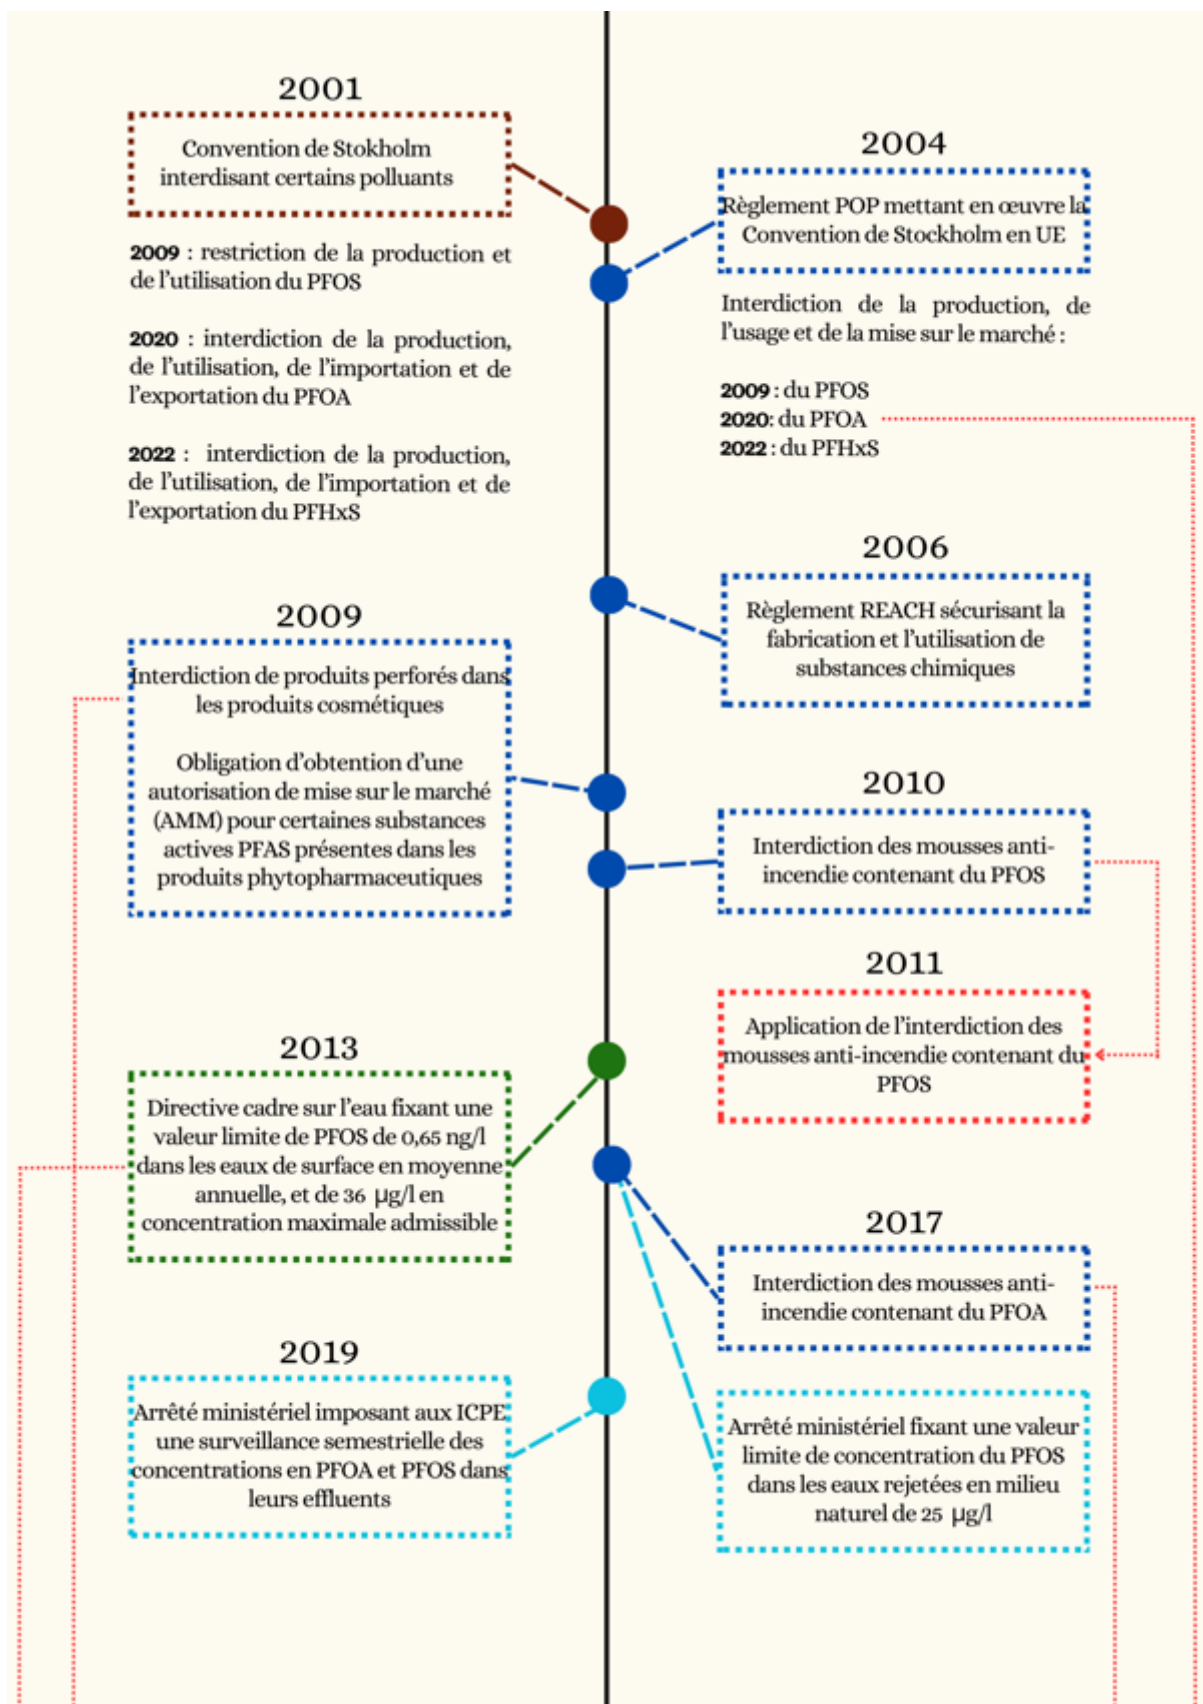 2001
Convention de Stokholm
interdisant certains polluants
2009 : restriction de la production et
de l'utilisation du PFOS
2020 : interdiction de la production,
de l'utilisation, de l'importation et de
l'exportation du PFOA
2022 : interdiction de la production,
de l'utilisation, de l'importation et de
l'exportation du PFHxS
2004
Règlement POP mettant en œuvre la
Convention de Stockholm en UE
Interdiction de la production, de
l'usage et de la mise sur le marché :
2009 : du PFOS
2020: du PFOA
2022 : du PFHxS
2006
Règlement REACH sécurisant la
fabrication et l'utilisation de
substances chimiques
2009
Interdiction de produits perforés dans
les produits cosmétiques
Obligation d'obtention d'une
autorisation de mise sur le marché
(AMM) pour certaines substances
actives PFAS présentes dans les
produits phytopharmaceutiques
2010
Interdiction des mousses anti-
incendie contenant du PFOS
2011
Application de l'interdiction des
mousses anti-incendie contenant du
PFOS
2013
Directive cadre sur l'eau fixant une
valeur limite de PFOS de 0,65 ng/l
dans les eaux de surface en moyenne
annuelle, et de 36 µg/l en
concentration maximale admissible
2017
Interdiction des mousses anti-
incendie contenant du PFOA
Arrêté ministériel fixant une valeur
limite de concentration du PFOS
dans les eaux rejetées en milieu
naturel de 25 µg/l
2019
Arrêté ministériel imposant aux ICPE
une surveillance semestrielle des
concentrations en PFOA et PFOS dans
leurs effluents